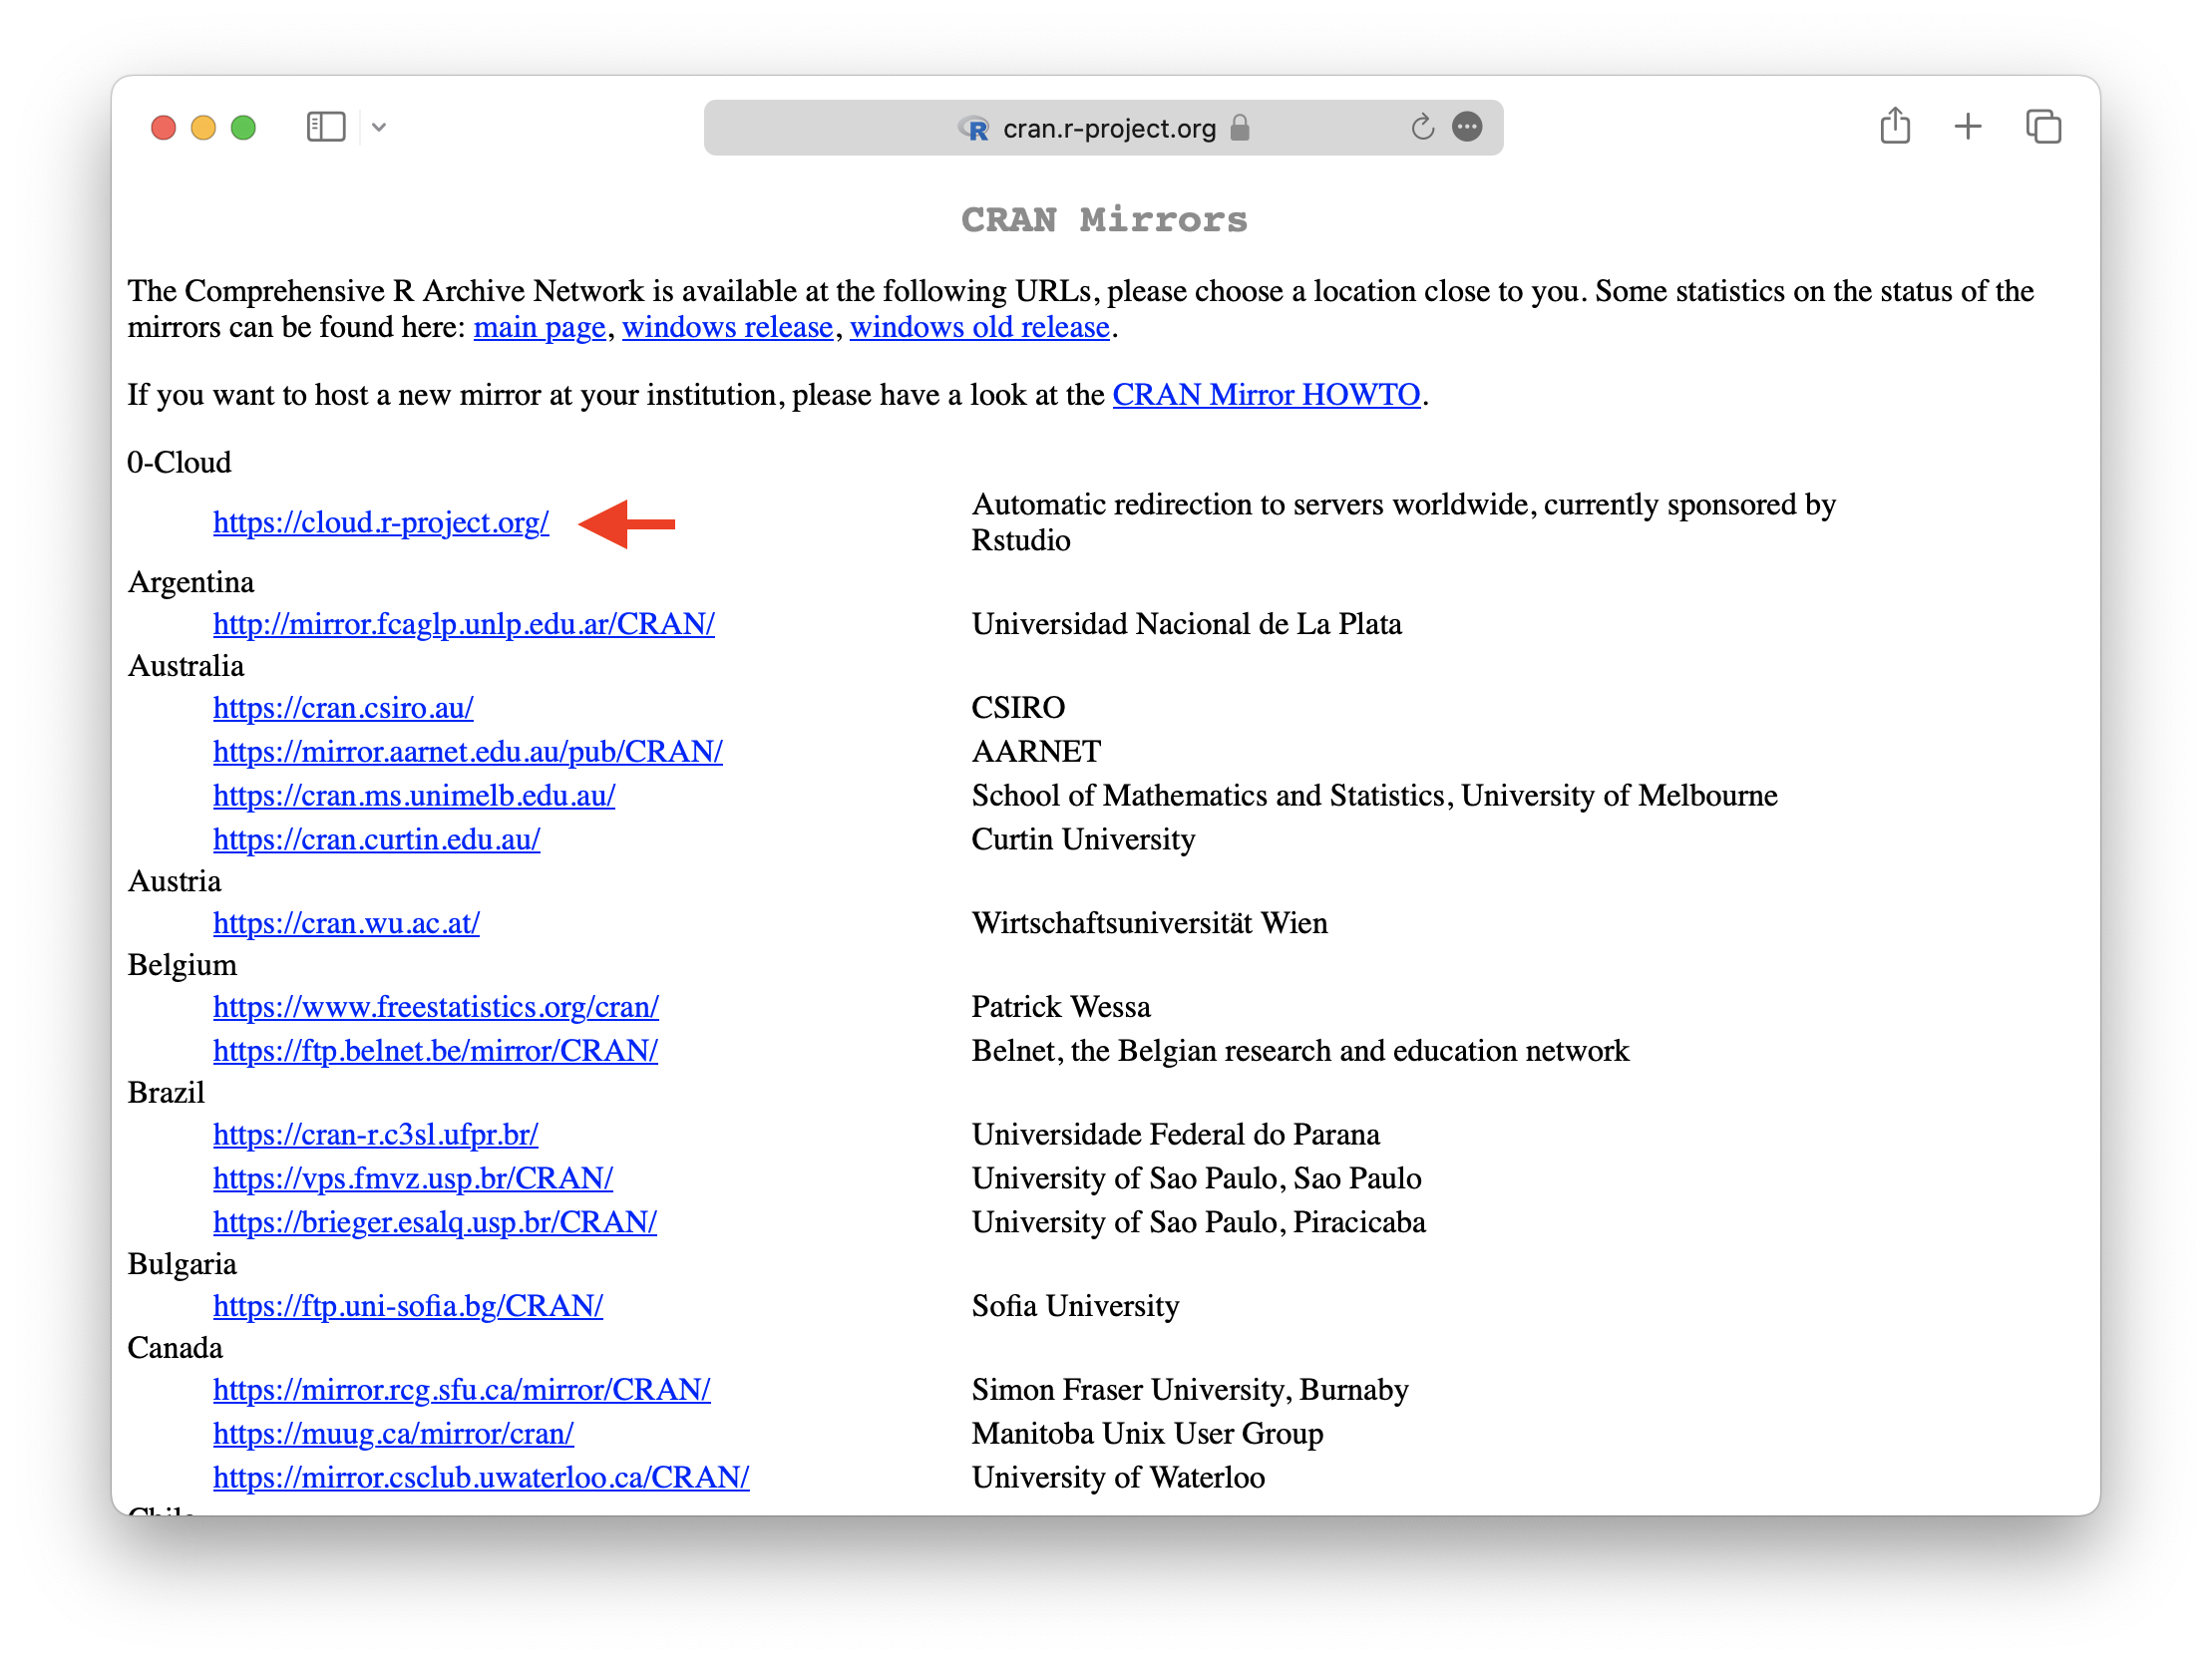 cran.r-project.org
CRAN Mirrors
The Comprehensive R Archive Network is available at the following URLs, please choose a location close to you. Some statistics on the status of the
mirrors can be found here: main page, windows release, windows old release.
If you want to host a new mirror at your institution, please have a look at the CRAN Mirror HOWTO.
0-Cloud
https://cloud.r-project.org/ Automatic redirection to servers worldwide, currently sponsored by
Rstudio
Argentina
http://mirror.fcaglp.unlp.edu.ar/CRAN/ Universidad Nacional de La Plata
Australia
https://cran.csiro.au/ CSIRO
https://mirror.aarnet.edu.au/pub/CRAN/ AARNET
https://cran.ms.unimelb.edu.au/ School of Mathematics and Statistics, University of Melbourne
https://cran.curtin.edu.au/ Curtin University
Austria
https://cran.wu.ac.at/ Wirtschaftsuniversität Wien
Belgium
https://www.freestatistics.org/cran/ Patrick Wessa
https://ftp.belnet.be/mirror/CRAN/ Belnet, the Belgian research and education network
Brazil
https://cran-r.c3sl.ufpr.br/ Universidade Federal do Parana
https://vps.fmvz.usp.br/CRAN/ University of Sao Paulo, Sao Paulo
https://brieger.esalq.usp.br/CRAN/ University of Sao Paulo, Piracicaba
Bulgaria
https://ftp.uni-sofia.bg/CRAN/ Sofia University
Canada
https://mirror.rcg.sfu.ca/mirror/CRAN/ Simon Fraser University, Burnaby
https://muug.ca/mirror/cran/ Manitoba Unix User Group
https://mirror.csclub.uwaterloo.ca/CRAN/ University of Waterloo
Chile